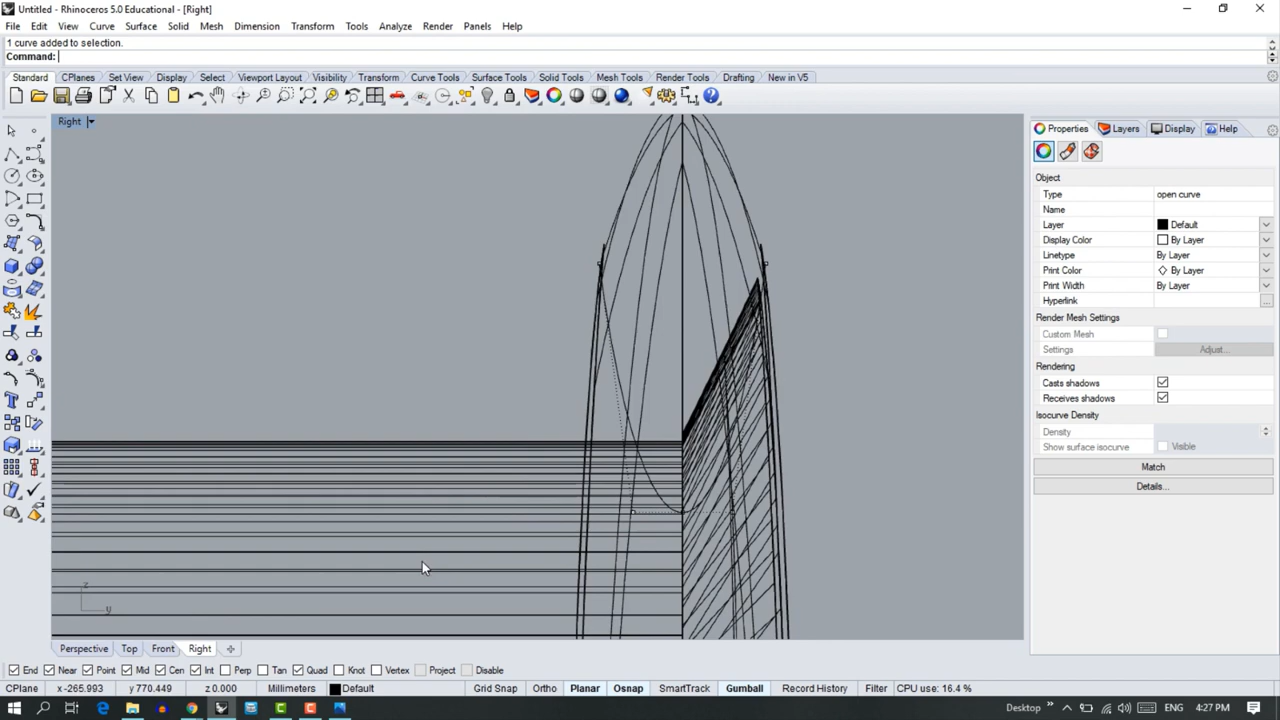 Untitled - Rhinoceros 5.0 Educational - [Right]
File Edit View Curve Surface Solid Mesh Dimension Transform Tools Analyze Render Panels Help
1 curve added to selection.
Command:
Standard CPlanes Set View Display Select Viewport Layout Visibility Transform Curve Tools Surface Tools Solid Tools Mesh Tools Render Tools Drafting New in V5
Right
Properties Layers Display Help
Object
Type open curve
Name
Layer Default
Display Color By Layer
Linetype By Layer
Print Color By Layer
Print Width By Layer
Hyperlink ...
Render Mesh Settings
Custom Mesh
Settings Adjust...
Rendering
Casts shadows
Receives shadows
Isocurve Density
Density
Show surface isocurve Visible
Match
Details...
z
y
Perspective Top Front Right
End Near Point Mid Cen Int Perp Tan Quad Knot Vertex Project Disable
CPlane x -265.993 y 770.449 z 0.000 Millimeters Default Grid Snap Ortho Planar Osnap SmartTrack Gumball Record History Filter CPU use: 16.4 %
Desktop ENG 4:27 PM